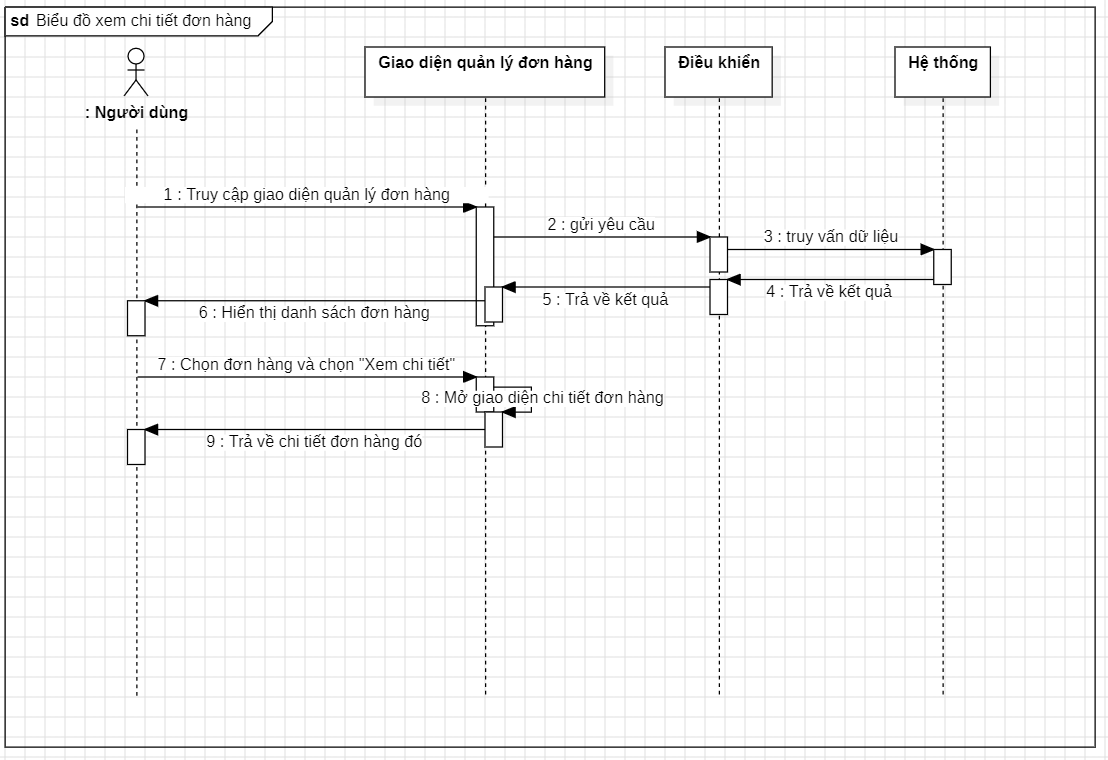 sd Biểu đồ xem chi tiết đơn hàng
: Người dùng
Giao diện quản lý đơn hàng
Điều khiển
Hệ thống
1 : Truy cập giao diện quản lý đơn hàng
2 : gửi yêu cầu
3 : truy vấn dữ liệu
4 : Trả về kết quả
5 : Trả về kết quả
6 : Hiển thị danh sách đơn hàng
7 : Chọn đơn hàng và chọn "Xem chi tiết"
8 : Mở giao diện chi tiết đơn hàng
9 : Trả về chi tiết đơn hàng đó